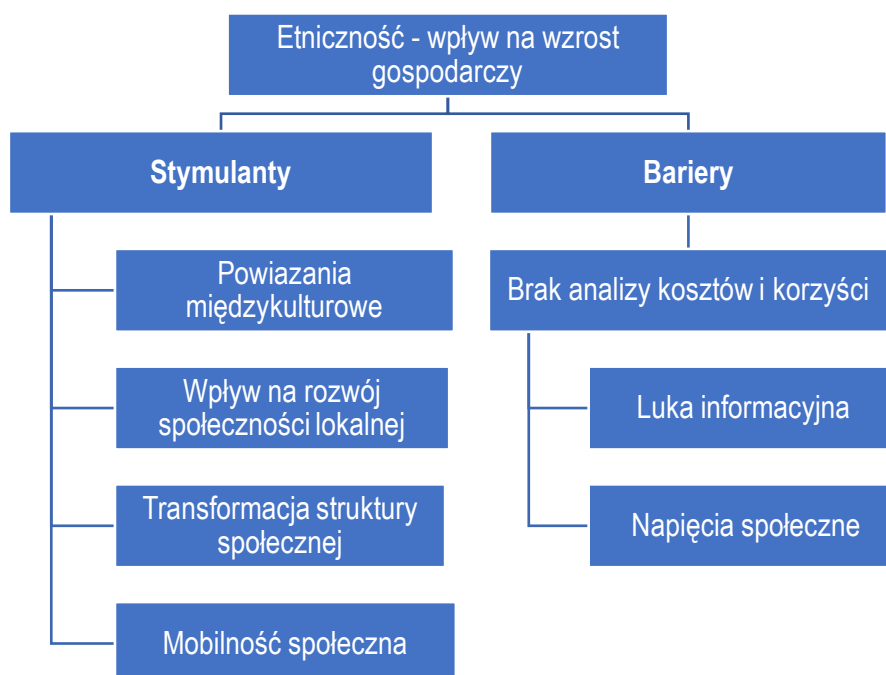 Etniczność - wpływ na wzrost
gospodarczy
Stymulanty
Bariery
Powiazania
międzykulturowe
Brak analizy kosztów i korzyści
Wpływ na rozwój
społeczności lokalnej
Luka informacyjna
Transformacja struktury
społecznej
Napięcia społeczne
Mobilność społeczna